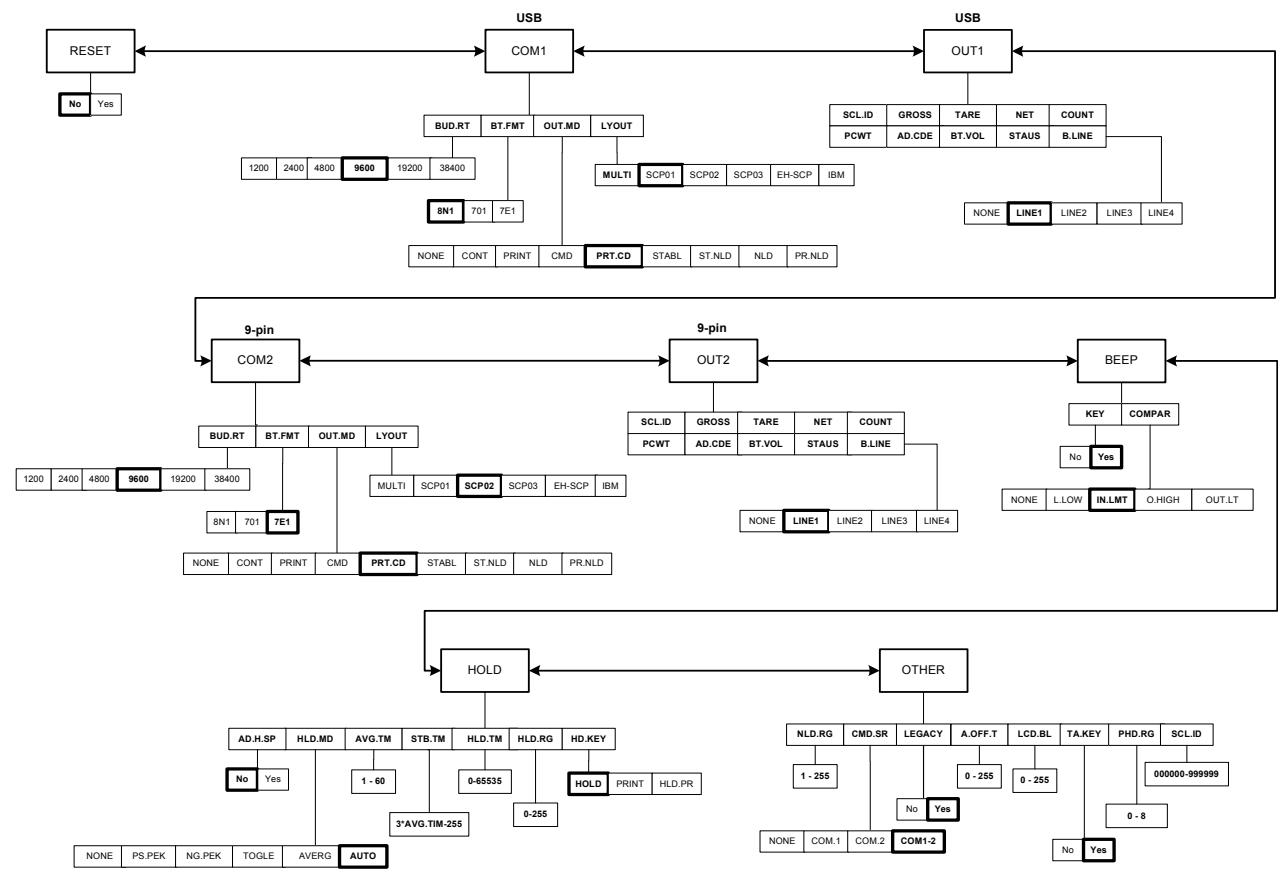 USB USB
RESET COM1 OUT1
No Yes
BUD.RT BT.FMT OUT.MD LYOUT
1200 2400 4800 9600 19200 38400
MULTI SCP01 SCP02 SCP03 EH-SCP IBM
8N1 701 7E1
NONE CONT PRINT CMD PRT.CD STABL ST.NLD NLD PR.NLD
SCL.ID GROSS TARE NET COUNT
PCWT AD.CDE BT.VOL STAUS B.LINE
NONE LINE1 LINE2 LINE3 LINE4
9-pin 9-pin
COM2 OUT2 BEEP
BUD.RT BT.FMT OUT.MD LYOUT
1200 2400 4800 9600 19200 38400
MULTI SCP01 SCP02 SCP03 EH-SCP IBM
8N1 701 7E1
NONE CONT PRINT CMD PRT.CD STABL ST.NLD NLD PR.NLD
SCL.ID GROSS TARE NET COUNT
PCWT AD.CDE BT.VOL STAUS B.LINE
NONE LINE1 LINE2 LINE3 LINE4
KEY COMPAR
No Yes
NONE L.LOW IN.LMT O.HIGH OUT.LT
HOLD OTHER
AD.H.SP HLD.MD AVG.TM STB.TM HLD.TM HLD.RG HD.KEY
No Yes
1 - 60
0-65535
HOLD PRINT HLD.PR
3*AVG.TIM-255
0-255
NONE PS.PEK NG.PEK TOGLE AVERG AUTO
NLD.RG CMD.SR LEGACY A.OFF.T LCD.BL TA.KEY PHD.RG SCL.ID
1 - 255
0 - 255
0 - 255
000000-999999
No Yes
0 - 8
NONE COM.1 COM.2 COM1-2
No Yes